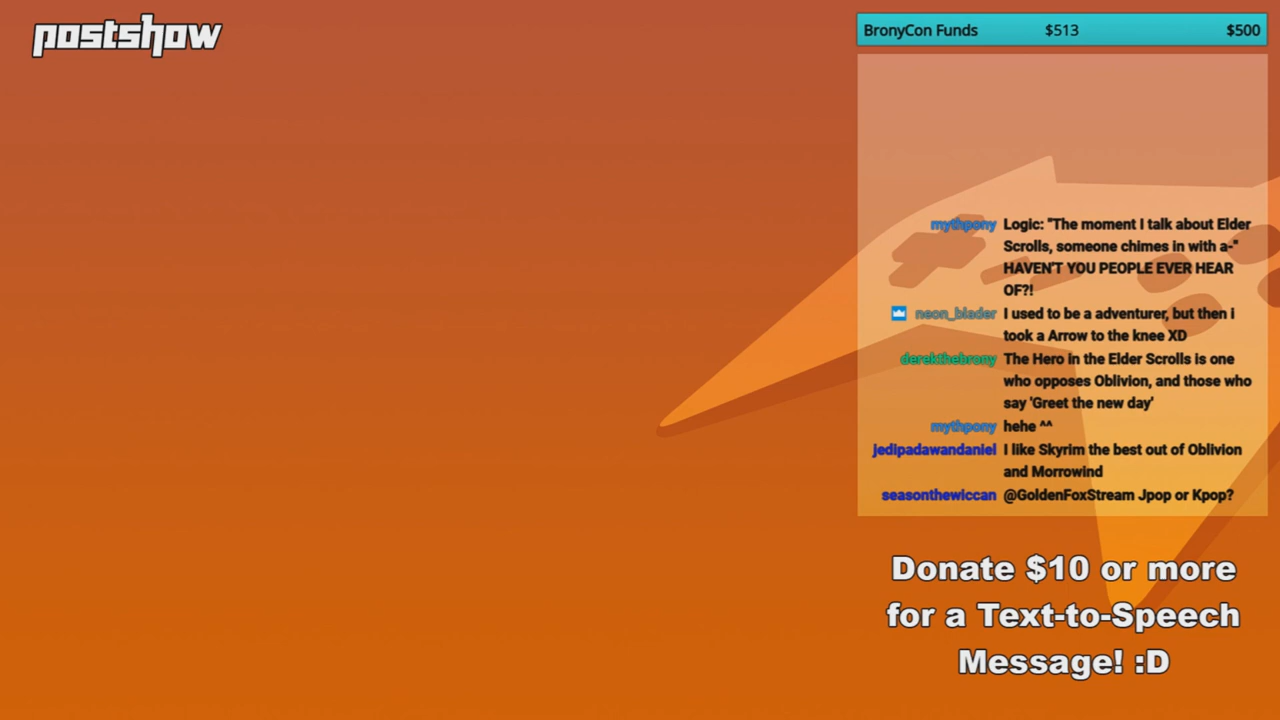 postshow
BronyCon Funds $513 $500
mythpony Logic: "The moment I talk about Elder
Scrolls, someone chimes in with a-"
HAVEN'T YOU PEOPLE EVER HEAR
OF?!
neon_blader I used to be a adventurer, but then i
took a Arrow to the knee XD
derekthebrony The Hero in the Elder Scrolls is one
who opposes Oblivion, and those who
say 'Greet the new day'
mythpony hehe ^^
jedipadawandaniel I like Skyrim the best out of Oblivion
and Morrowind
seasonthewiccan @GoldenFoxStream Jpop or Kpop?
Donate $10 or more
for a Text-to-Speech
Message! :D